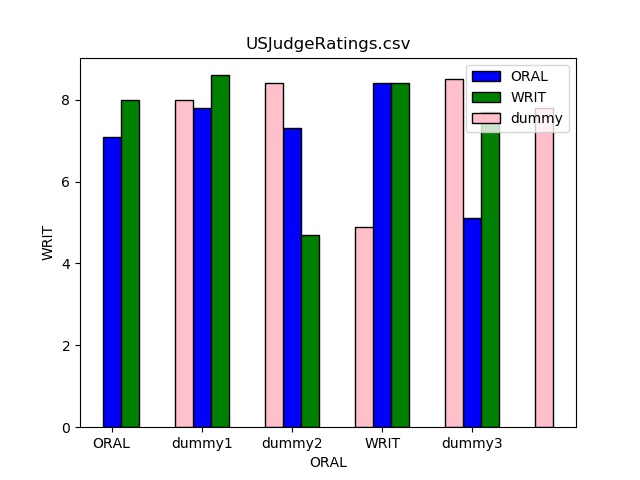 USJudgeRatings.csv
ORAL
WRIT
dummy
8
6
4
2
0
WRIT
ORAL
dummy1
dummy2
WRIT
dummy3
ORAL